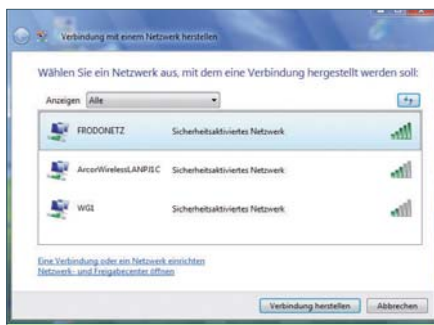 Verbindung mit einem Netzwerk herstellen
Wählen Sie ein Netzwerk aus, mit dem eine Verbindung hergestellt werden soll:
Anzeigen Alle
FRODONETZ Sicherheitsaktiviertes Netzwerk
ArcorWirelessLANPJ1C Sicherheitsaktiviertes Netzwerk
WG1 Sicherheitsaktiviertes Netzwerk
Eine Verbindung oder ein Netzwerk einrichten
Netzwerk- und Freigabecenter öffnen
Verbindung herstellen Abbrechen